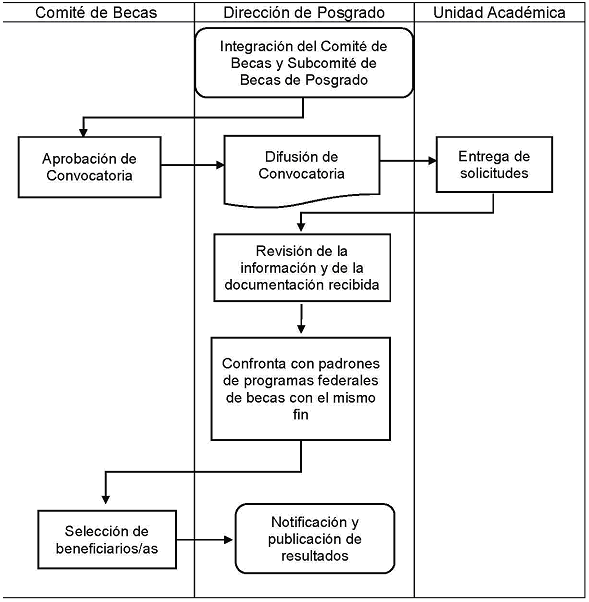 Comité de Becas
Dirección de Posgrado
Unidad Académica
Integración del Comité de
Becas y Subcomité de
Becas de Posgrado
Aprobación de
Convocatoria
Difusión de
Convocatoria
Entrega de
solicitudes
Revisión de la
información y de la
documentación recibida
Confronta con padrones
de programas federales
de becas con el mismo
fin
Selección de
beneficiarios/as
Notificación y
publicación de
resultados